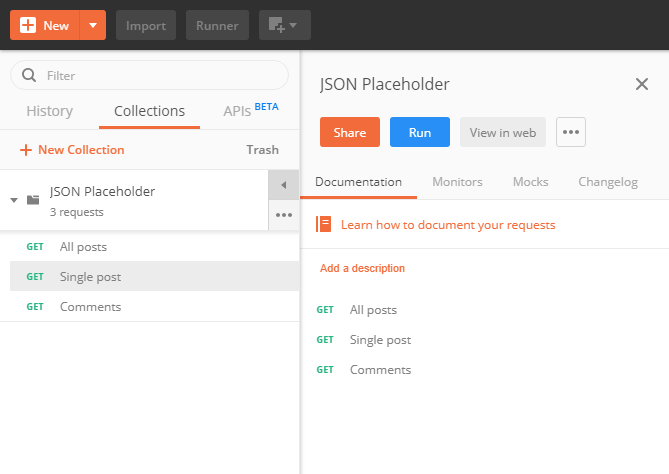 New
Import
Runner
Filter
History
Collections
APIs BETA
New Collection
Trash
JSON Placeholder
3 requests
GET All posts
GET Single post
GET Comments
JSON Placeholder
Share
Run
View in web
Documentation
Monitors
Mocks
Changelog
Learn how to document your requests
Add a description
GET All posts
GET Single post
GET Comments